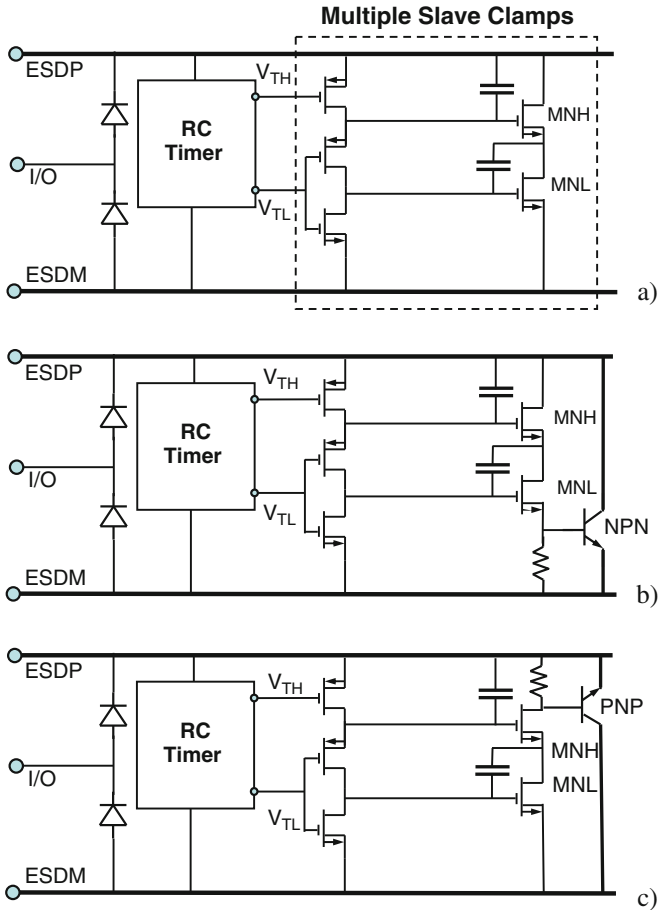 Multiple Slave Clamps
ESDP
V_TH
RC
Timer
MNH
I/O
MNL
V_TL
ESDM
a)
ESDP
V_TH
RC
Timer
MNH
I/O
MNL
V_TL
NPN
ESDM
b)
ESDP
V_TH
PNP
RC
Timer
MNH
I/O
MNL
V_TL
ESDM
c)